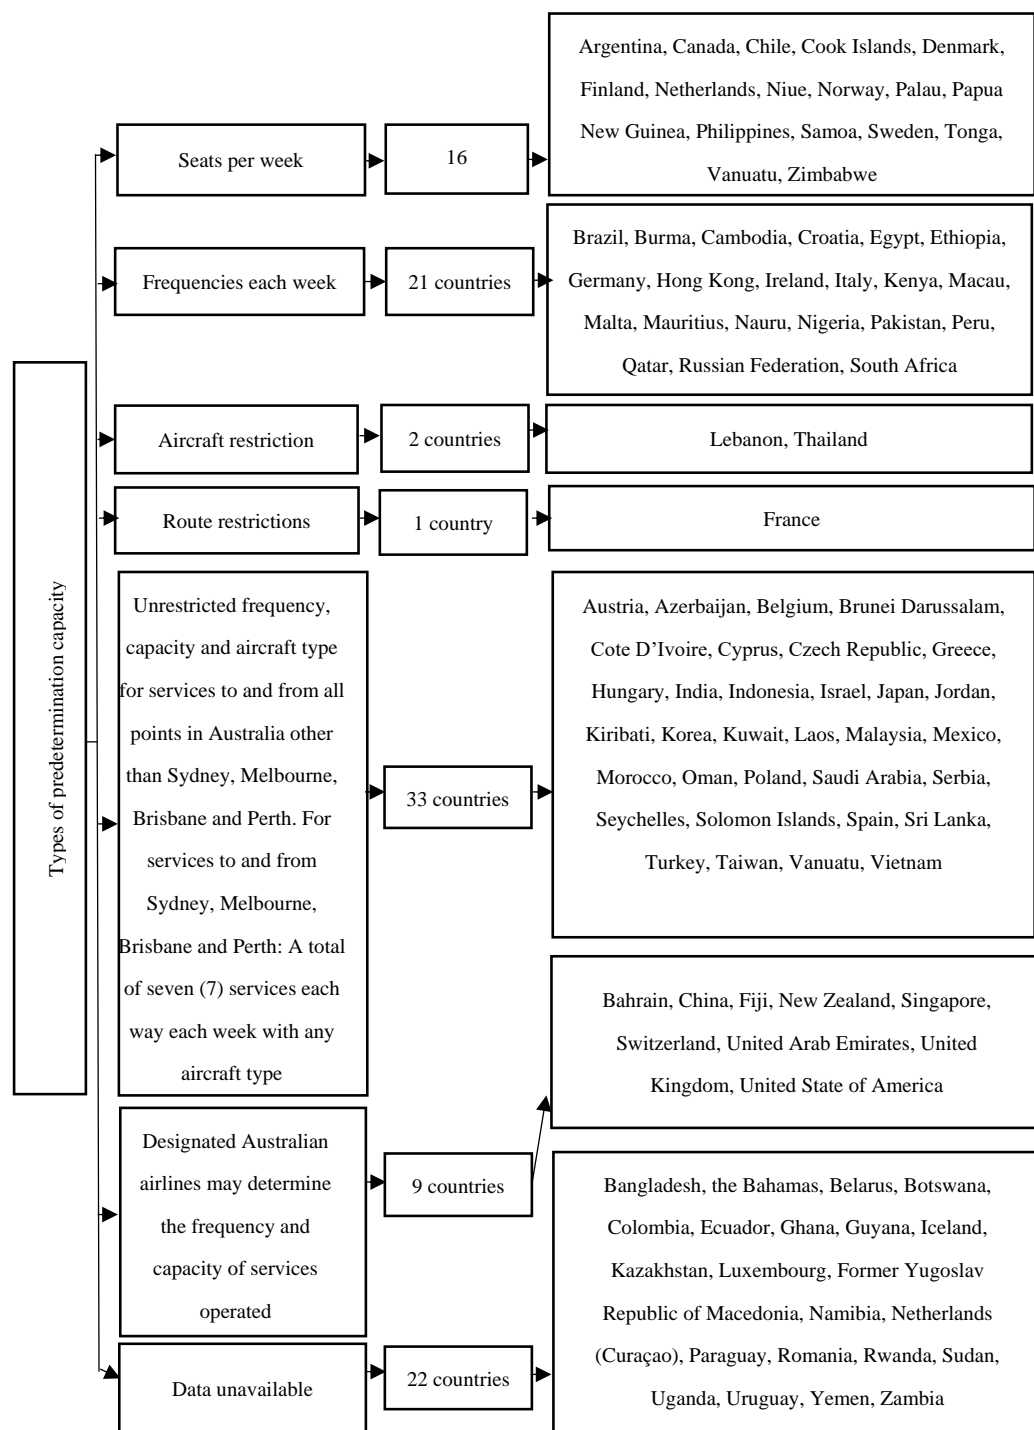 Types of predetermination capacity
Seats per week
16
Argentina, Canada, Chile, Cook Islands, Denmark,
Finland, Netherlands, Niue, Norway, Palau, Papua
New Guinea, Philippines, Samoa, Sweden, Tonga,
Vanuatu, Zimbabwe
Frequencies each week
21 countries
Brazil, Burma, Cambodia, Croatia, Egypt, Ethiopia,
Germany, Hong Kong, Ireland, Italy, Kenya, Macau,
Malta, Mauritius, Nauru, Nigeria, Pakistan, Peru,
Qatar, Russian Federation, South Africa
Aircraft restriction
2 countries
Lebanon, Thailand
Route restrictions
1 country
France
Unrestricted frequency,
capacity and aircraft type
for services to and from all
points in Australia other
than Sydney, Melbourne,
Brisbane and Perth. For
services to and from
Sydney, Melbourne,
Brisbane and Perth: A total
of seven (7) services each
way each week with any
aircraft type
33 countries
Austria, Azerbaijan, Belgium, Brunei Darussalam,
Cote D’Ivoire, Cyprus, Czech Republic, Greece,
Hungary, India, Indonesia, Israel, Japan, Jordan,
Kiribati, Korea, Kuwait, Laos, Malaysia, Mexico,
Morocco, Oman, Poland, Saudi Arabia, Serbia,
Seychelles, Solomon Islands, Spain, Sri Lanka,
Turkey, Taiwan, Vanuatu, Vietnam
Designated Australian
airlines may determine
the frequency and
capacity of services
operated
9 countries
Bahrain, China, Fiji, New Zealand, Singapore,
Switzerland, United Arab Emirates, United
Kingdom, United State of America
Data unavailable
22 countries
Bangladesh, the Bahamas, Belarus, Botswana,
Colombia, Ecuador, Ghana, Guyana, Iceland,
Kazakhstan, Luxembourg, Former Yugoslav
Republic of Macedonia, Namibia, Netherlands
(Curaçao), Paraguay, Romania, Rwanda, Sudan,
Uganda, Uruguay, Yemen, Zambia